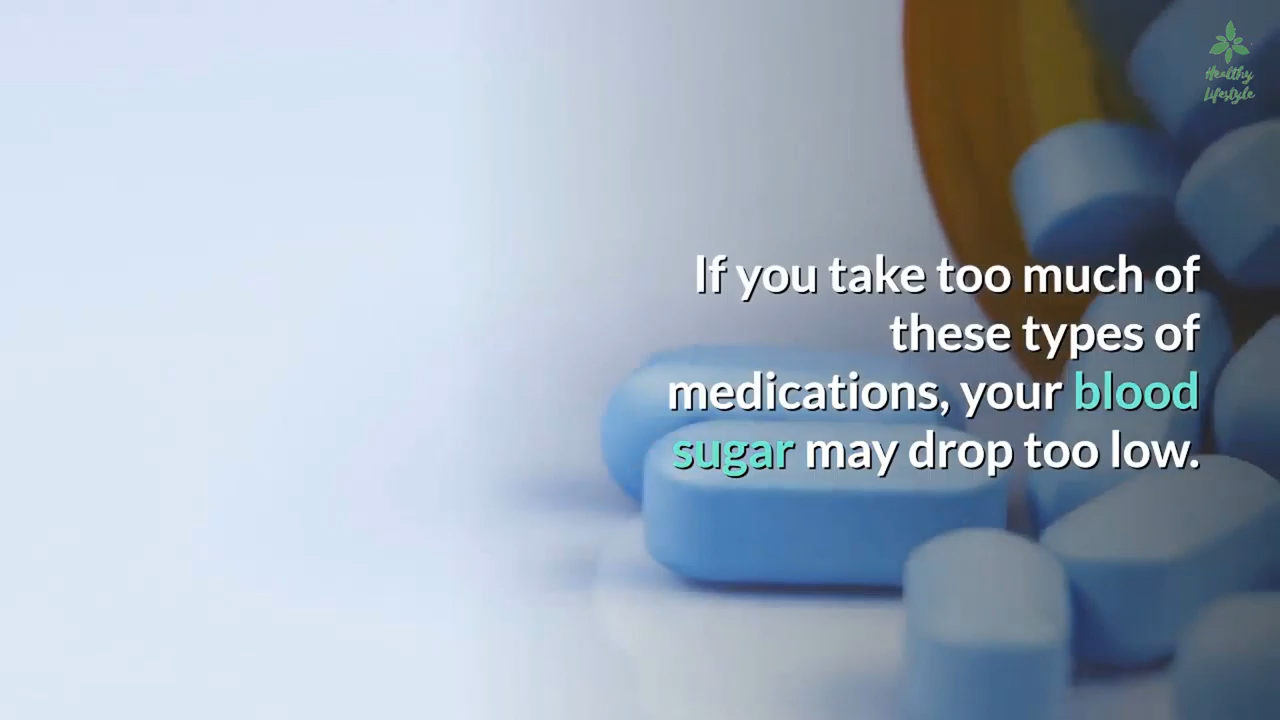 Healthy
Lifestyle
If you take too much of
these types of
medications, your blood
sugar may drop too low.